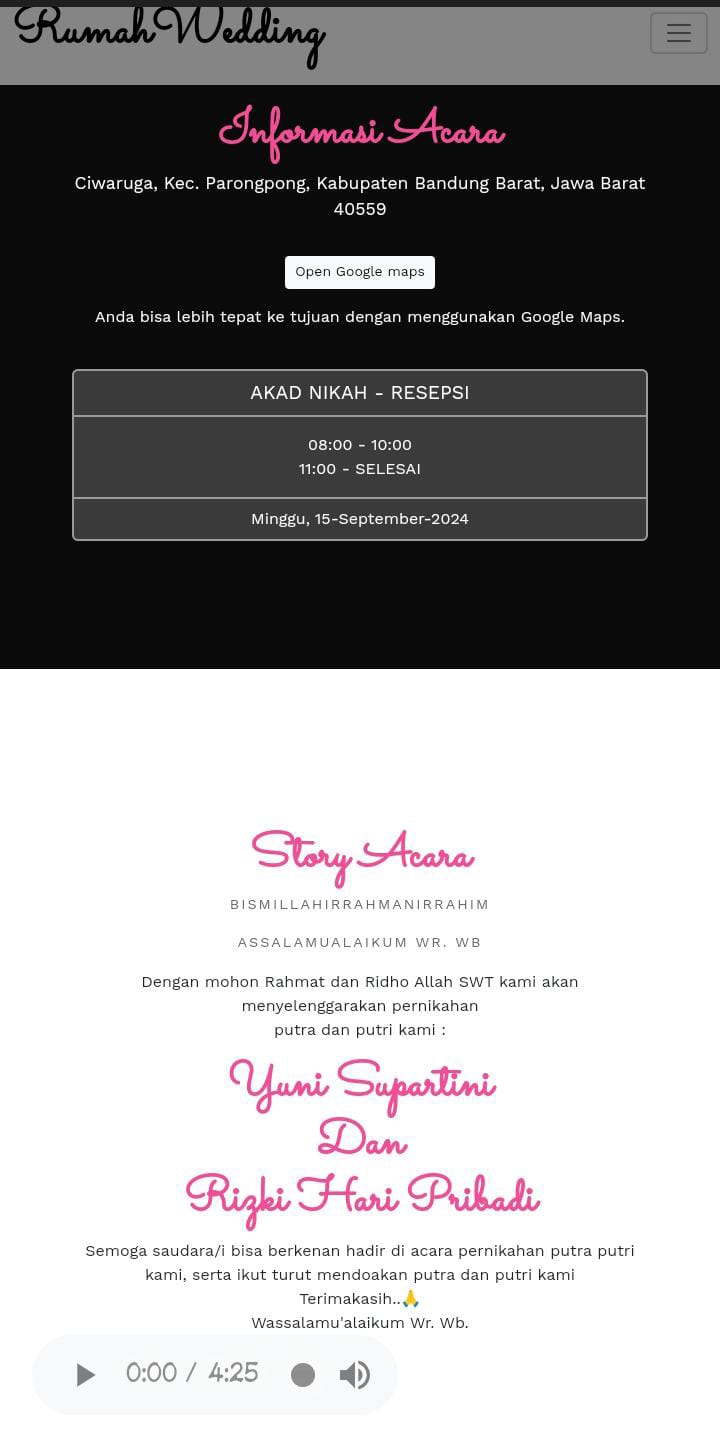 RumahWedding
Informasi Acara
Ciwaruga, Kec. Parongpong, Kabupaten Bandung Barat, Jawa Barat
40559
Open Google maps
Anda bisa lebih tepat ke tujuan dengan menggunakan Google Maps.
AKAD NIKAH - RESEPSI
08:00 - 10:00
11:00 - SELESAI
Minggu, 15-September-2024
Story Acara
BISMILLAHIRRAHMANIRRAHIM
ASSALAMUALAIKUM WR. WB
Dengan mohon Rahmat dan Ridho Allah SWT kami akan
menyelenggarakan pernikahan
putra dan putri kami :
Yuni Supartini
Dan
Rizki Hari Pribadi
Semoga saudara/i bisa berkenan hadir di acara pernikahan putra putri
kami, serta ikut turut mendoakan putra dan putri kami
Terimakasih..🙏
Wassalamu'alaikum Wr. Wb.
0:00 / 4:25